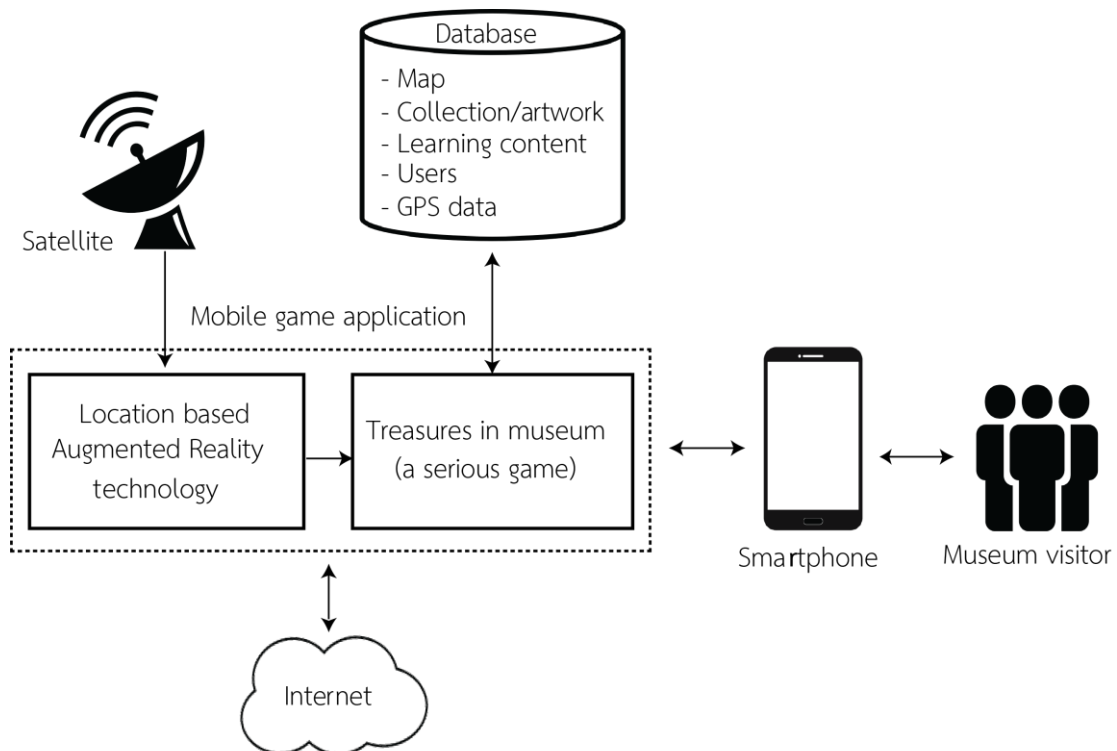 Database
- Map
- Collection/artwork
- Learning content
- Users
- GPS data
Satellite
Mobile game application
Location based
Augmented Reality
technology
Treasures in museum
(a serious game)
Smartphone
Museum visitor
Internet